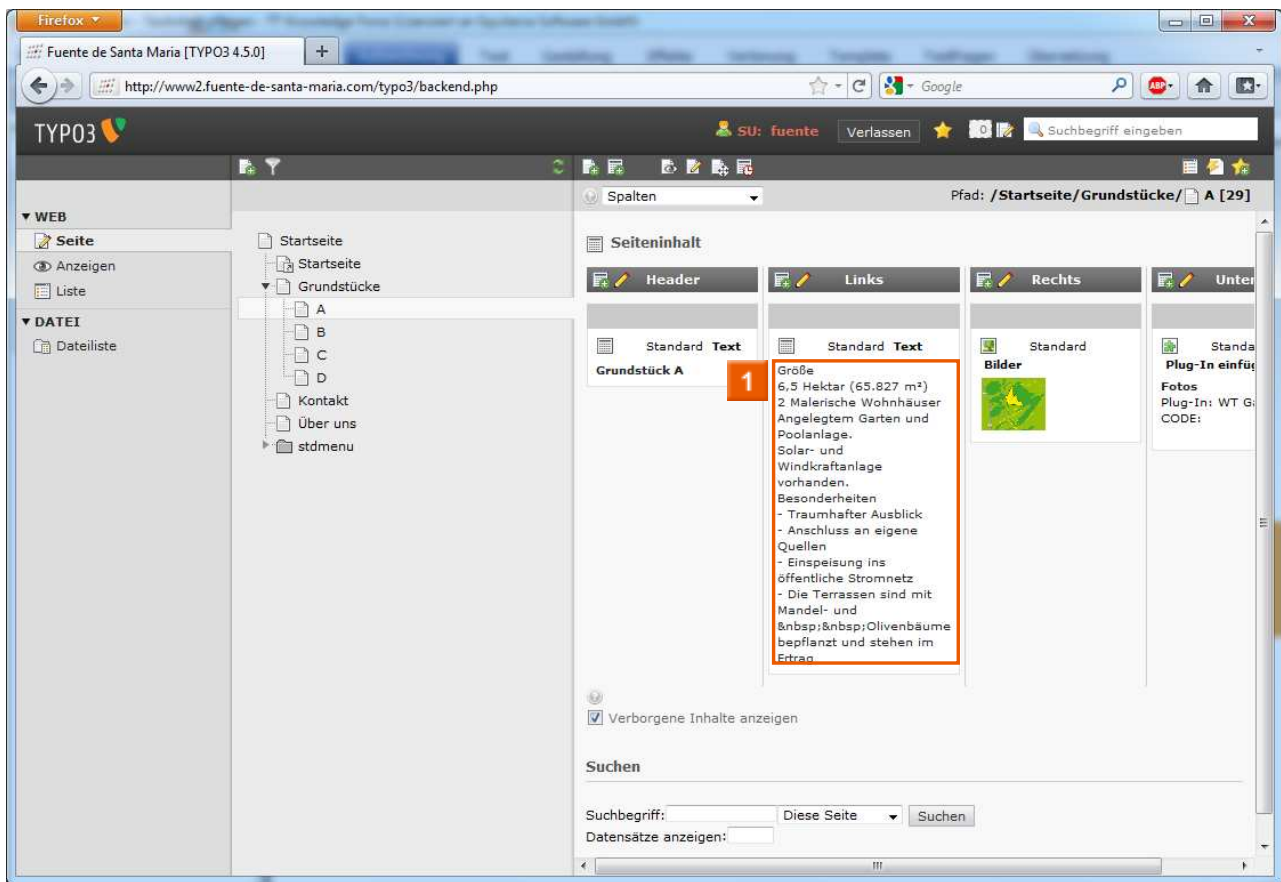 Firefox
Fuente de Santa Maria [TYPO3 4.5.0]
+
http://www2.fuente-de-santa-maria.com/typo3/backend.php
Google
ABP
TYPO3
SU: fuente
Verlassen
0
Suchbegriff eingeben
Spalten
Pfad: /Startseite/Grundstücke/ A [29]
WEB
Seite
Anzeigen
Liste
DATEI
Dateiliste
Startseite
Startseite
Grundstücke
A
B
C
D
Kontakt
Über uns
stdmenu
Seiteninhalt
Header
Standard Text
Grundstück A
1
Links
Standard Text
Größe
6,5 Hektar (65.827 m²)
2 Malerische Wohnhäuser
Angelegtem Garten und
Poolanlage.
Solar- und
Windkraftanlage
vorhanden.
Besonderheiten
- Traumhafter Ausblick
- Anschluss an eigene
Quellen
- Einspeisung ins
öffentliche Stromnetz
- Die Terrassen sind mit
Mandel- und
&nbsp;&nbsp;Olivenbäume
bepflanzt und stehen im
Ertrag
Rechts
Standard
Bilder
Unter
Standa
Plug-In einfüg
Fotos
Plug-In: WT Ga
CODE:
Verborgene Inhalte anzeigen
Suchen
Suchbegriff:
Diese Seite
Suchen
Datensätze anzeigen: